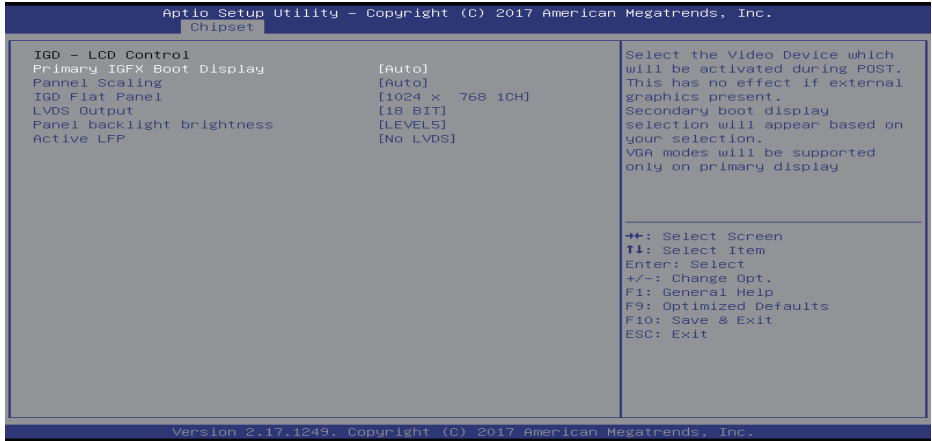 Aptio Setup Utility – Copyright (C) 2017 American Megatrends, Inc.
Chipset
IGD – LCD Control
Primary IGFX Boot Display [Auto]
Pannel Scaling [Auto]
IGD Flat Panel [1024 x 768 1CH]
LVDS Output [18 BIT]
Panel backlight brightness [LEVEL5]
Active LFP [No LVDS]
Select the Video Device which
will be activated during POST.
This has no effect if external
graphics present.
Secondary boot display
selection will appear based on
your selection.
VGA modes will be supported
only on primary display
→←: Select Screen
↑↓: Select Item
Enter: Select
+/-: Change Opt.
F1: General Help
F9: Optimized Defaults
F10: Save & Exit
ESC: Exit
Version 2.17.1249. Copyright (C) 2017 American Megatrends, Inc.